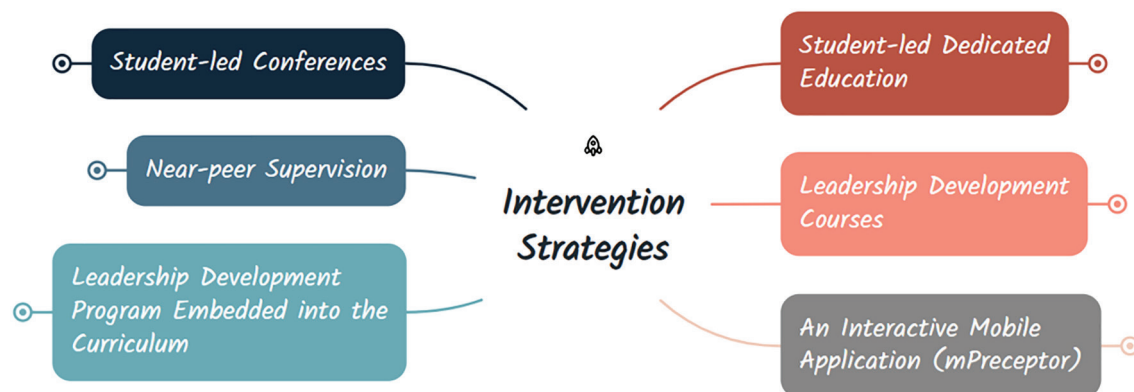 Student-led Conferences
Near-peer Supervision
Leadership Development
Program Embedded into the
Curriculum
Intervention
Strategies
Student-led Dedicated
Education
Leadership Development
Courses
An Interactive Mobile
Application (mPreceptor)